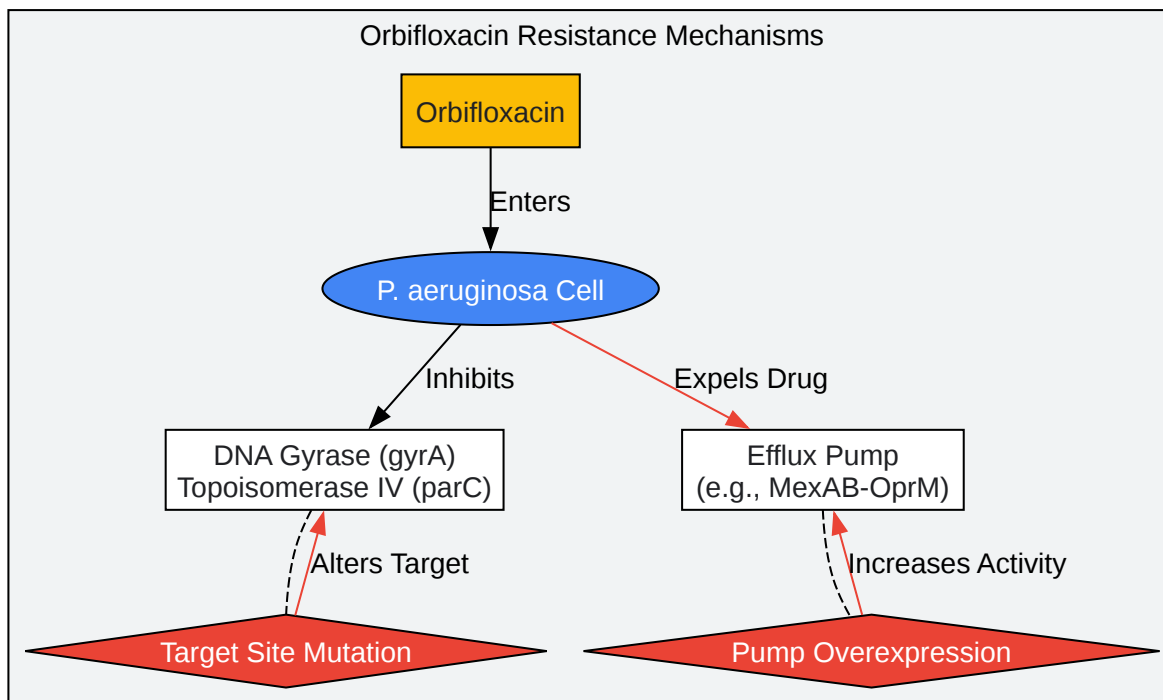 Orbifloxacin Resistance Mechanisms
Orbifloxacin
Enters
P. aeruginosa Cell
Inhibits
Expels Drug
DNA Gyrase (gyrA)
Topoisomerase IV (parC)
Efflux Pump
(e.g., MexAB-OprM)
Alters Target
Increases Activity
Target Site Mutation
Pump Overexpression